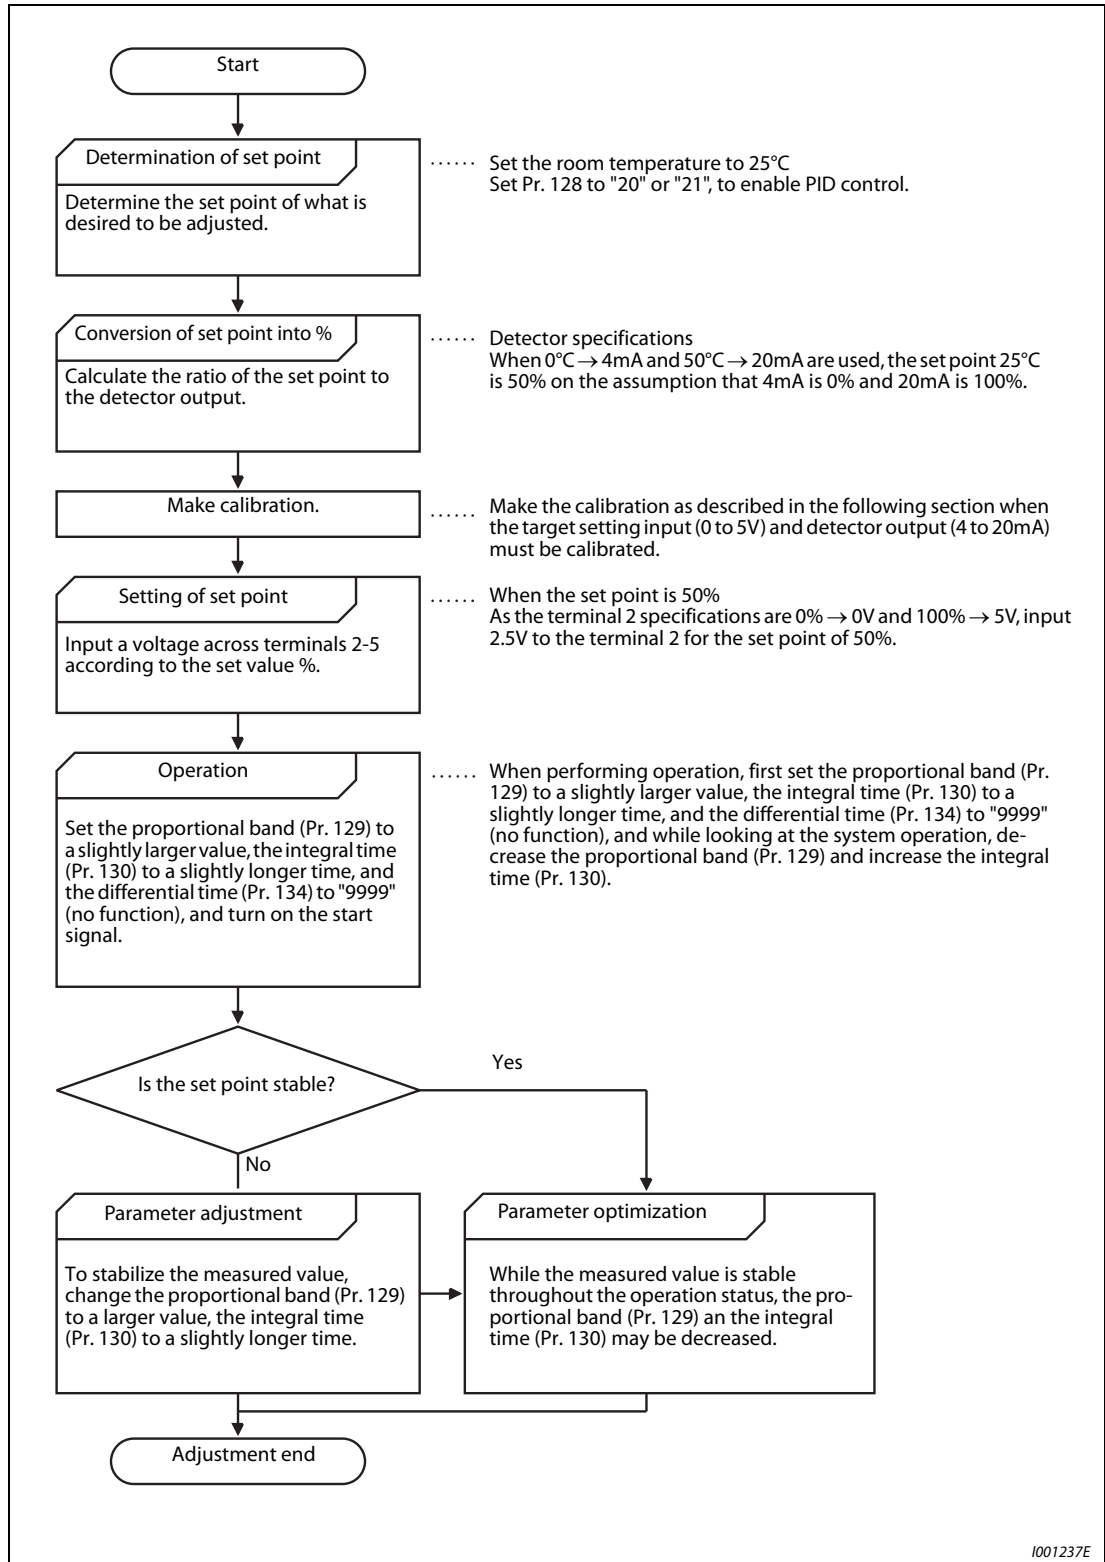 Start
Determination of set point
Determine the set point of what is
desired to be adjusted.
...... Set the room temperature to 25°C
Set Pr. 128 to "20" or "21", to enable PID control.
Conversion of set point into %
Calculate the ratio of the set point to
the detector output.
...... Detector specifications
When 0°C → 4mA and 50°C → 20mA are used, the set point 25°C
is 50% on the assumption that 4mA is 0% and 20mA is 100%.
Make calibration.
...... Make the calibration as described in the following section when
the target setting input (0 to 5V) and detector output (4 to 20mA)
must be calibrated.
Setting of set point
Input a voltage across terminals 2-5
according to the set value %.
...... When the set point is 50%
As the terminal 2 specifications are 0% → 0V and 100% → 5V, input
2.5V to the terminal 2 for the set point of 50%.
Operation
Set the proportional band (Pr. 129) to
a slightly larger value, the integral time
(Pr. 130) to a slightly longer time, and
the differential time (Pr. 134) to "9999"
(no function), and turn on the start
signal.
...... When performing operation, first set the proportional band (Pr.
129) to a slightly larger value, the integral time (Pr. 130) to a
slightly longer time, and the differential time (Pr. 134) to "9999"
(no function), and while looking at the system operation, de-
crease the proportional band (Pr. 129) and increase the integral
time (Pr. 130).
Is the set point stable?
Yes
No
Parameter adjustment
To stabilize the measured value,
change the proportional band (Pr. 129)
to a larger value, the integral time
(Pr. 130) to a slightly longer time.
Parameter optimization
While the measured value is stable
throughout the operation status, the pro-
portional band (Pr. 129) an the integral
time (Pr. 130) may be decreased.
Adjustment end
I001237E